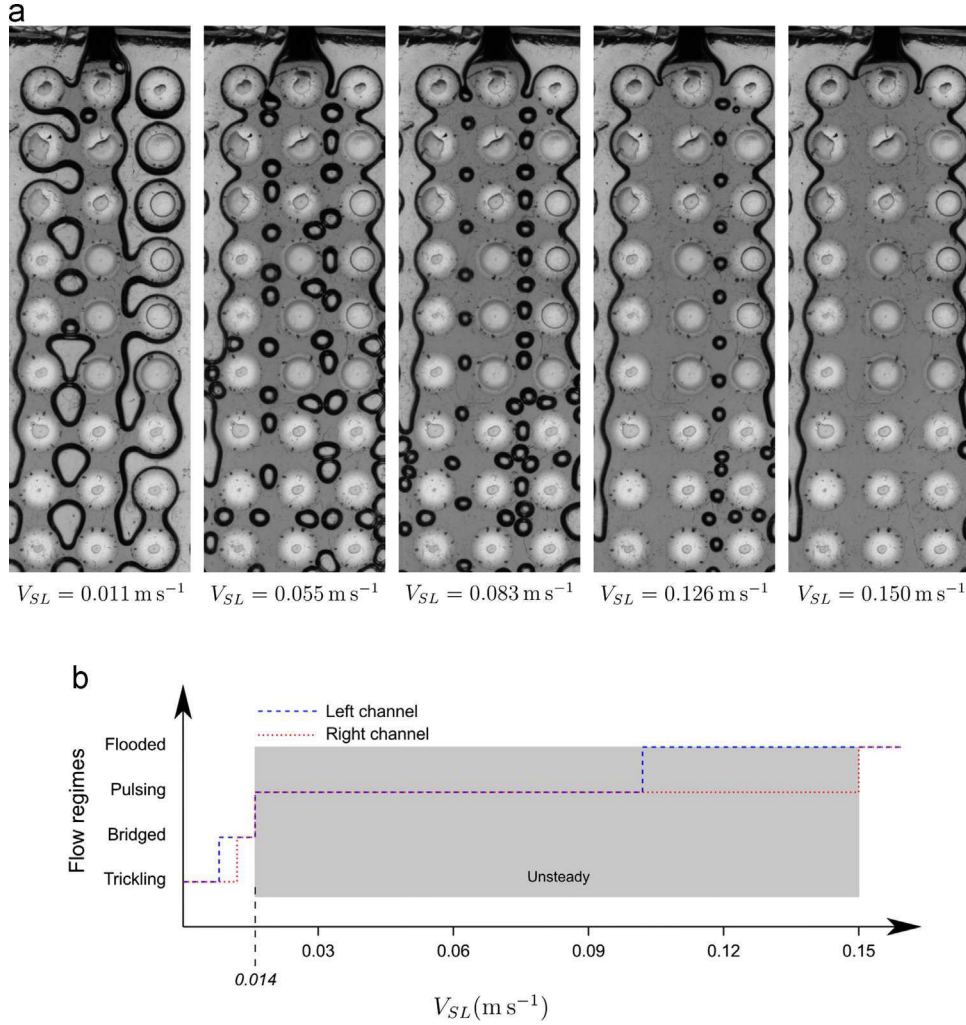 a
V_{SL} = 0.011 m s⁻¹ V_{SL} = 0.055 m s⁻¹ V_{SL} = 0.083 m s⁻¹ V_{SL} = 0.126 m s⁻¹ V_{SL} = 0.150 m s⁻¹
b
Left channel
Right channel
Flow regimes
Flooded
Pulsing
Bridged
Trickling
Unsteady
0.03 0.06 0.09 0.12 0.15
0.014
V_{SL}(m s⁻¹)